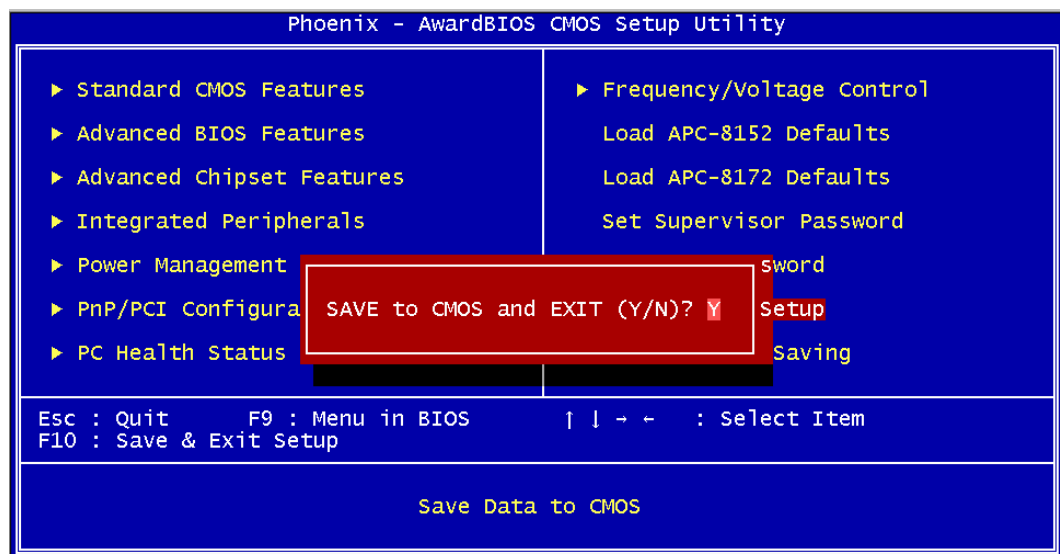 Phoenix - AwardBIOS CMOS Setup Utility
▶ Standard CMOS Features
▶ Advanced BIOS Features
▶ Advanced Chipset Features
▶ Integrated Peripherals
▶ Power Management
▶ PnP/PCI Configura
▶ PC Health Status
▶ Frequency/Voltage Control
Load APC-8152 Defaults
Load APC-8172 Defaults
Set Supervisor Password
sword
Setup
Saving
SAVE to CMOS and EXIT (Y/N)? Y
Esc : Quit F9 : Menu in BIOS ↑ ↓ → ← : Select Item
F10 : Save & Exit Setup
Save Data to CMOS